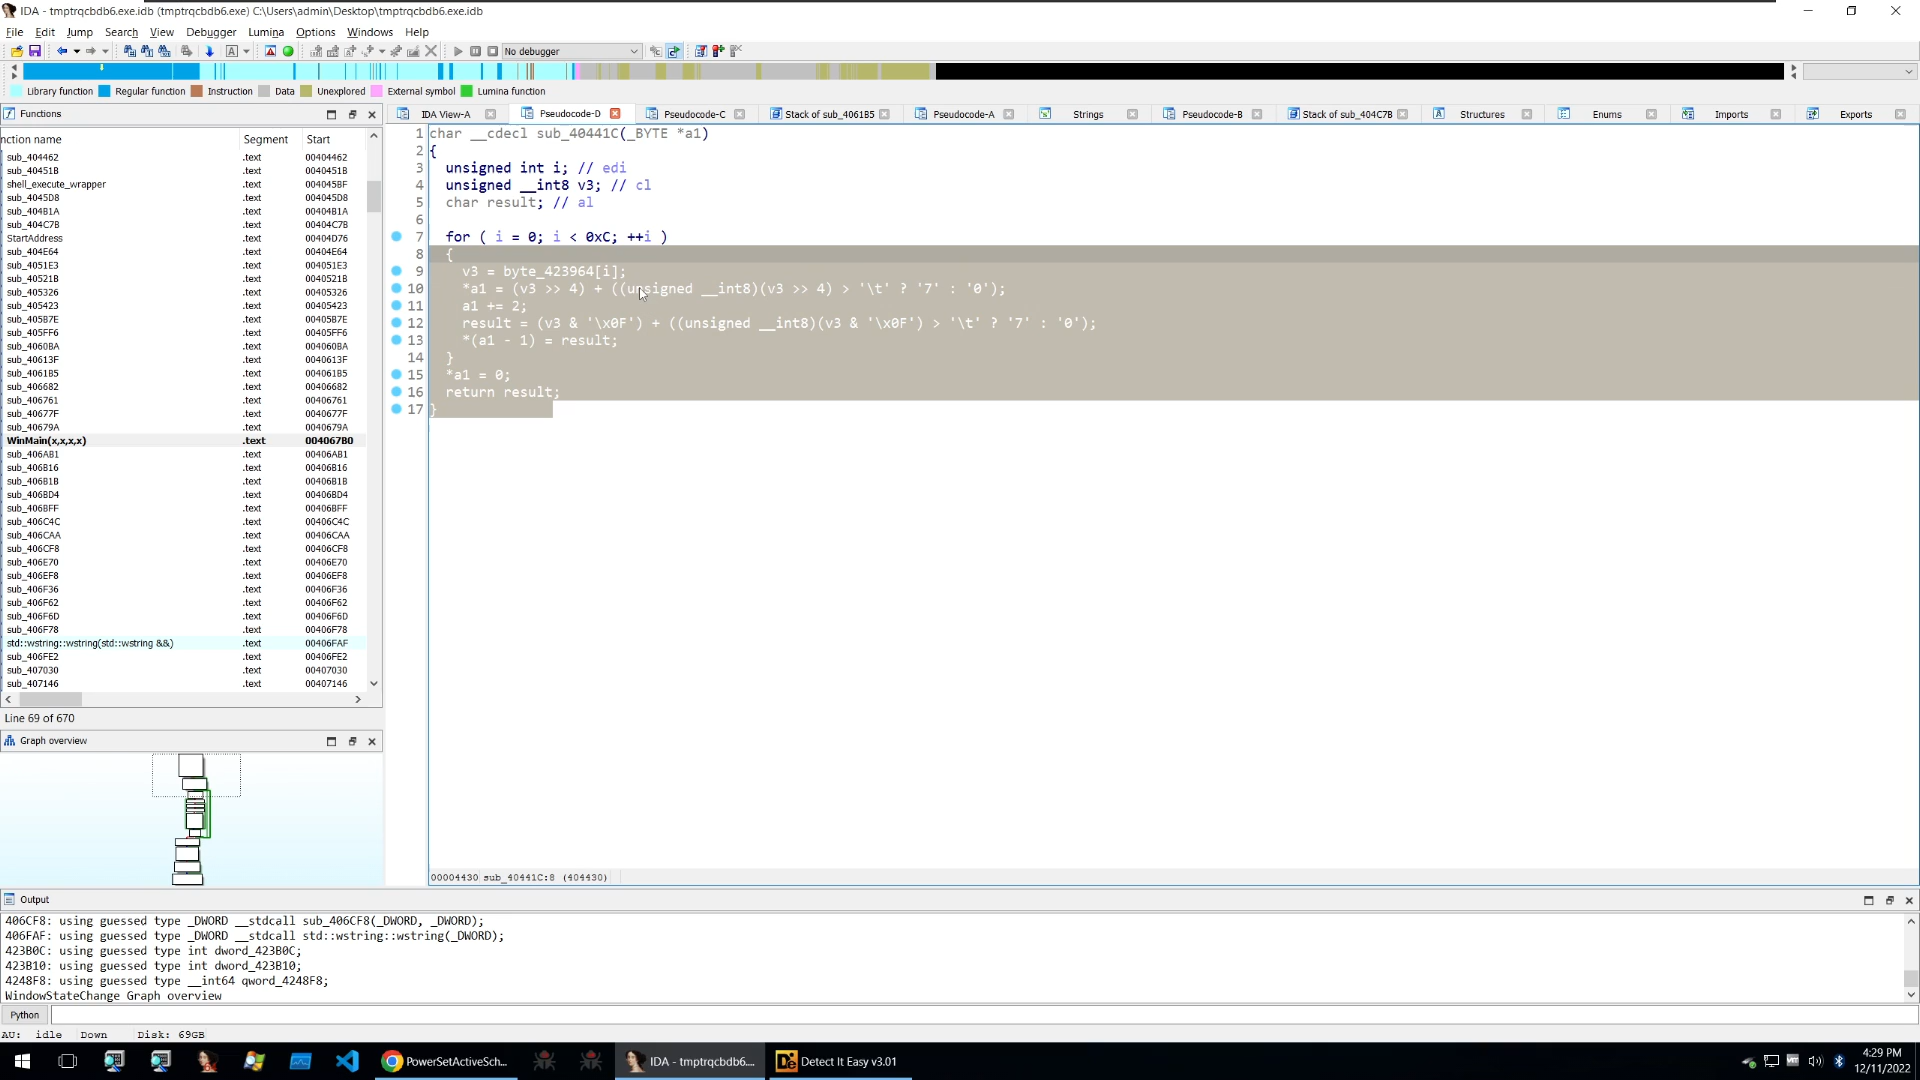 IDA - tmptrqcbdb6.exe.idb (tmptrqcbdb6.exe) C:\Users\admin\Desktop\tmptrqcbdb6.exe.idb
File Edit Jump Search View Debugger Lumina Options Windows Help
No debugger
Library function Regular function Instruction Data Unexplored External symbol Lumina function
Functions
IDA View-A Pseudocode-D Pseudocode-C Stack of sub_4061B5 Pseudocode-A Strings Pseudocode-B Stack of sub_404C7B Structures Enums Imports Exports
nction name Segment Start
sub_404462 .text 00404462
sub_40451B .text 0040451B
shell_execute_wrapper .text 004045BF
sub_4045D8 .text 004045D8
sub_404B1A .text 00404B1A
sub_404C7B .text 00404C7B
StartAddress .text 00404D76
sub_404E64 .text 00404E64
sub_4051E3 .text 004051E3
sub_40521B .text 0040521B
sub_405326 .text 00405326
sub_405423 .text 00405423
sub_405B7E .text 00405B7E
sub_405FF6 .text 00405FF6
sub_4060BA .text 004060BA
sub_40613F .text 0040613F
sub_4061B5 .text 004061B5
sub_406682 .text 00406682
sub_406761 .text 00406761
sub_40677F .text 0040677F
sub_40679A .text 0040679A
WinMain(x,x,x,x) .text 004067B0
sub_406AB1 .text 00406AB1
sub_406B16 .text 00406B16
sub_406B1B .text 00406B1B
sub_406BD4 .text 00406BD4
sub_406BFF .text 00406BFF
sub_406C4C .text 00406C4C
sub_406CAA .text 00406CAA
sub_406CF8 .text 00406CF8
sub_406E70 .text 00406E70
sub_406EF8 .text 00406EF8
sub_406F36 .text 00406F36
sub_406F62 .text 00406F62
sub_406F6D .text 00406F6D
sub_406F78 .text 00406F78
std::wstring::wstring(std::wstring &&) .text 00406FAF
sub_406FE2 .text 00406FE2
sub_407030 .text 00407030
sub_407146 .text 00407146
Line 69 of 670
Graph overview
1 char __cdecl sub_40441C(_BYTE *a1)
2 {
3 unsigned int i; // edi
4 unsigned __int8 v3; // cl
5 char result; // al
6
7 for ( i = 0; i < 0xC; ++i )
8 {
9 v3 = byte_423964[i];
10 *a1 = (v3 >> 4) + ((unsigned __int8)(v3 >> 4) > '\t' ? '7' : '0');
11 a1 += 2;
12 result = (v3 & '\x0F') + ((unsigned __int8)(v3 & '\x0F') > '\t' ? '7' : '0');
13 *(a1 - 1) = result;
14 }
15 *a1 = 0;
16 return result;
17 }
00004430 sub_40441C:8 (404430)
Output
406CF8: using guessed type _DWORD __stdcall sub_406CF8(_DWORD, _DWORD);
406FAF: using guessed type _DWORD __stdcall std::wstring::wstring(_DWORD);
423B0C: using guessed type int dword_423B0C;
423B10: using guessed type int dword_423B10;
4248F8: using guessed type __int64 qword_4248F8;
WindowStateChange Graph overview
Python
AU: idle Down Disk: 69GB
PowerSetActiveSch... IDA - tmptrqcbdb6.... Detect It Easy v3.01
4:29 PM
12/11/2022